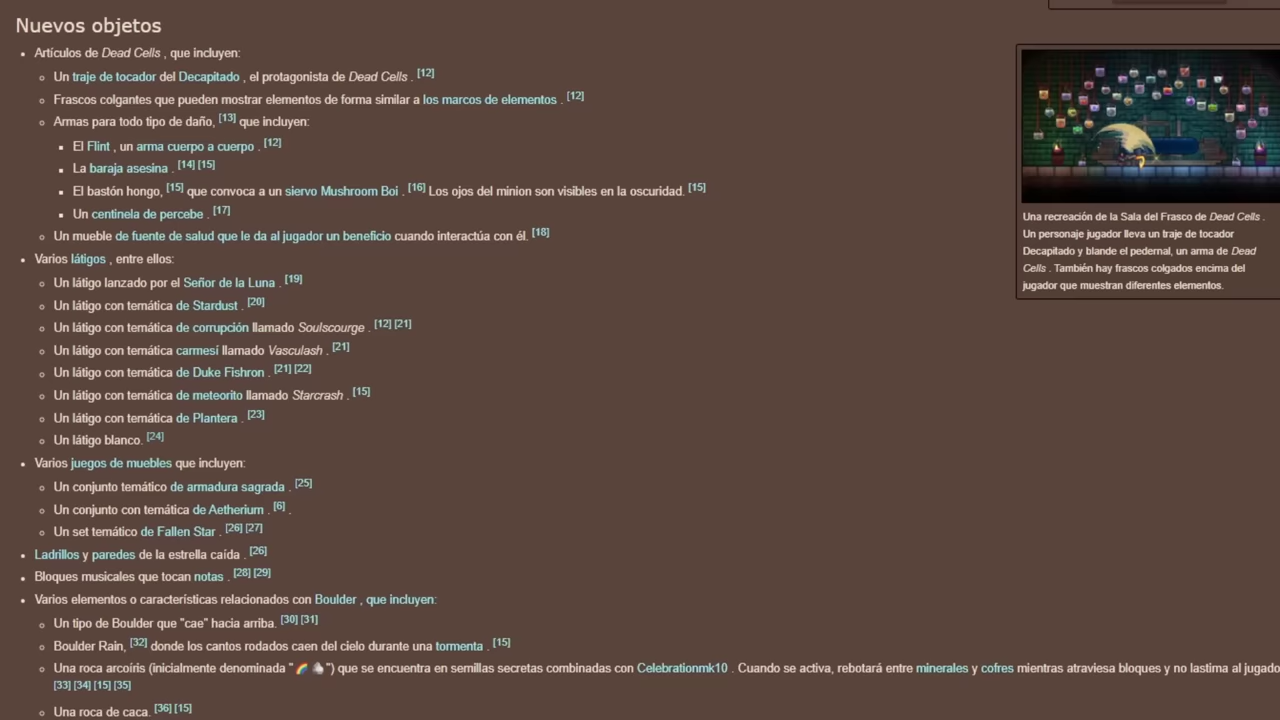 Nuevos objetos
Artículos de Dead Cells , que incluyen:
Un traje de tocador del Decapitado , el protagonista de Dead Cells . [12]
Frascos colgantes que pueden mostrar elementos de forma similar a los marcos de elementos . [12]
Armas para todo tipo de daño, [13] que incluyen:
El Flint , un arma cuerpo a cuerpo . [12]
La baraja asesina . [14] [15]
El bastón hongo, [15] que convoca a un siervo Mushroom Boi . [16] Los ojos del minion son visibles en la oscuridad. [15]
Un centinela de percebe . [17]
Un mueble de fuente de salud que le da al jugador un beneficio cuando interactúa con él. [18]
Varios látigos , entre ellos:
Un látigo lanzado por el Señor de la Luna . [19]
Un látigo con temática de Stardust . [20]
Un látigo con temática de corrupción llamado Soulscourge . [12] [21]
Un látigo con temática carmesí llamado Vasculash . [21]
Un látigo con temática de Duke Fishron . [21] [22]
Un látigo con temática de meteorito llamado Starcrash . [15]
Un látigo con temática de Plantera . [23]
Un látigo blanco. [24]
Varios juegos de muebles que incluyen:
Un conjunto temático de armadura sagrada . [25]
Un conjunto con temática de Aetherium . [6] .
Un set temático de Fallen Star . [26] [27]
Ladrillos y paredes de la estrella caída . [26]
Bloques musicales que tocan notas . [28] [29]
Varios elementos o características relacionados con Boulder , que incluyen:
Un tipo de Boulder que "cae" hacia arriba. [30] [31]
Boulder Rain, [32] donde los cantos rodados caen del cielo durante una tormenta . [15]
Una roca arcoíris (inicialmente denominada "🌈🪨") que se encuentra en semillas secretas combinadas con Celebrationmk10 . Cuando se activa, rebotará entre minerales y cofres mientras atraviesa bloques y no lastima al jugado
[33] [34] [15] [35]
Una roca de caca. [36] [15]
Una recreación de la Sala del Frasco de Dead Cells .
Un personaje jugador lleva un traje de tocador
Decapitado y blande el pedernal, un arma de Dead
Cells . También hay frascos colgados encima del
jugador que muestran diferentes elementos.